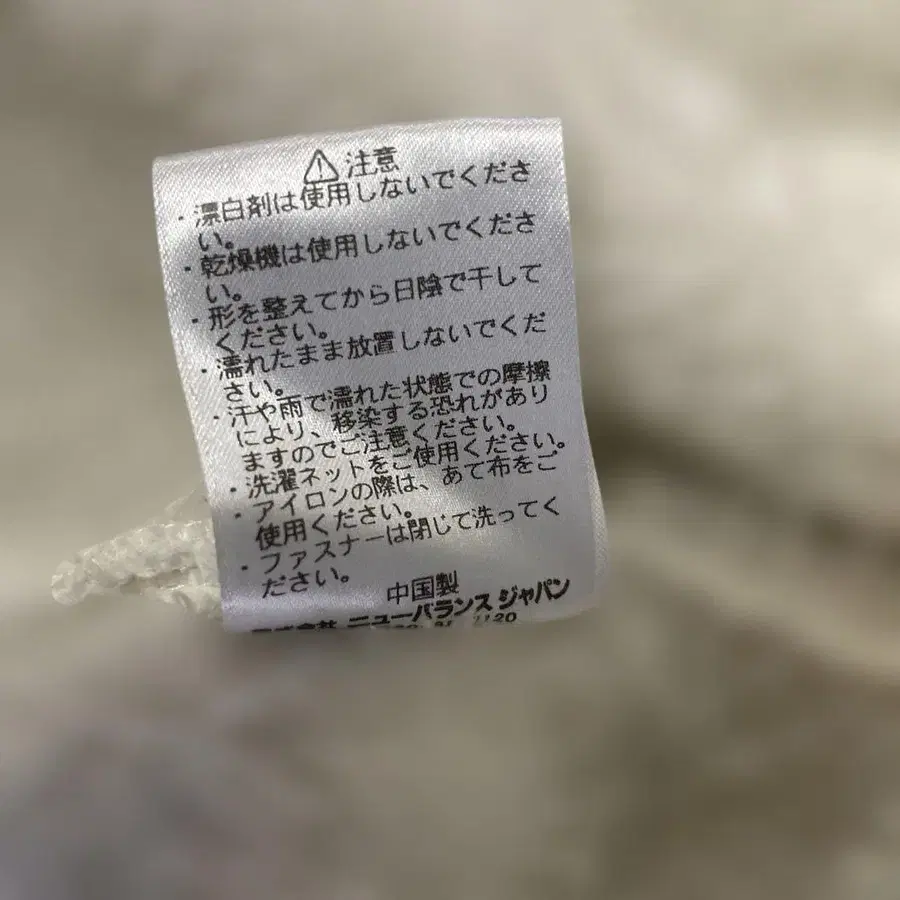 ⚠注意
・漂白剤は使用しないでくださ
い。
・乾燥機は使用しないでくださ
い。
・形を整えてから日陰で干して
ください。
・濡れたまま放置しないでくだ
さい。
・汗や雨で濡れた状態での摩擦
により、移染する恐れがあり
ますのでご注意ください。
・洗濯ネットをご使用ください。
・アイロンの際は、あて布をご
使用ください。
・ファスナーは閉じて洗ってく
ださい。
中国製
株式会社 ニューバランス ジャパン
1120